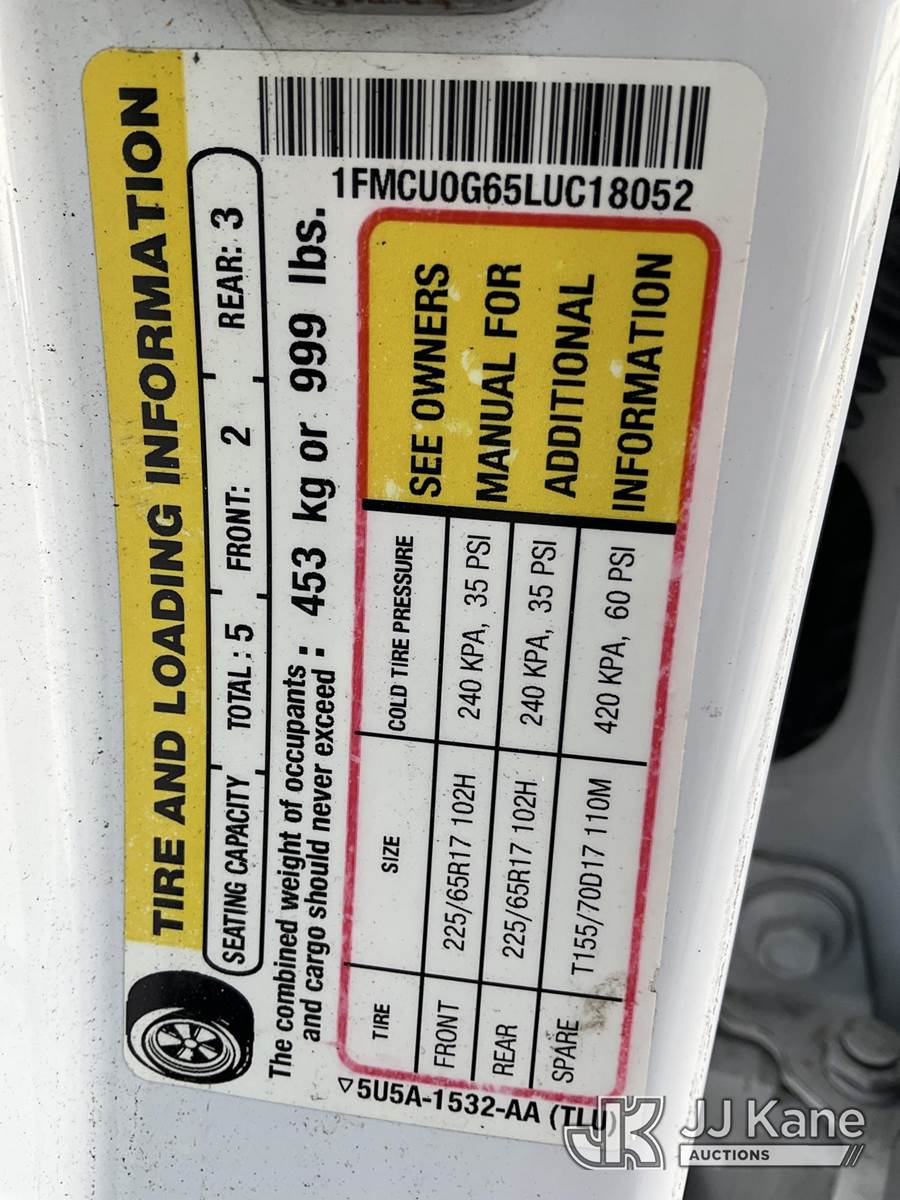 TIRE AND LOADING INFORMATION
SEATING CAPACITY TOTAL: 5 FRONT: 2 REAR: 3
The combined weight of occupants
and cargo should never exceed : 453 kg or 999 lbs.
TIRE SIZE COLD TIRE PRESSURE
FRONT 225/65R17 102H 240 KPA, 35 PSI
REAR 225/65R17 102H 240 KPA, 35 PSI
SPARE T155/70D17 110M 420 KPA, 60 PSI
SEE OWNERS
MANUAL FOR
ADDITIONAL
INFORMATION
1FMCU0G65LUC18052
5U5A-1532-AA (TLU)
JK JJ Kane
AUCTIONS